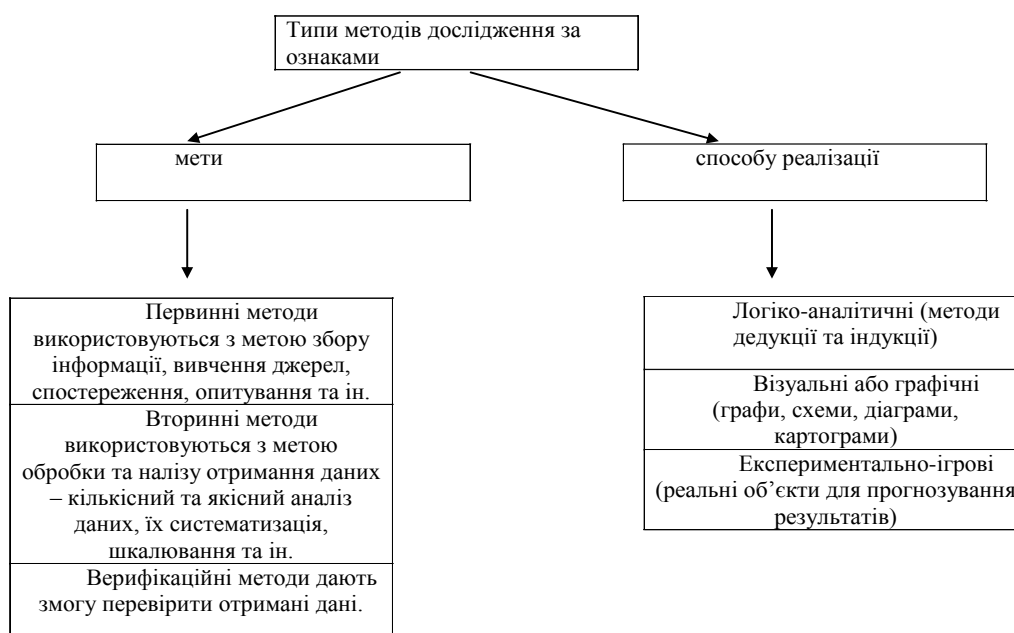 Типи методів дослідження за
ознаками
мети
способу реалізації
Первинні методи
використовуються з метою збору
інформації, вивчення джерел,
спостереження, опитування та ін.
Вторинні методи
використовуються з метою
обробки та налізу отримання даних
– кількісний та якісний аналіз
даних, їх систематизація,
шкалювання та ін.
Верифікаційні методи дають
змогу перевірити отримані дані.
Логіко-аналітичні (методи
дедукції та індукції)
Візуальні або графічні
(графи, схеми, діаграми,
картограми)
Експериментально-ігрові
(реальні об’єкти для прогнозування
результатів)